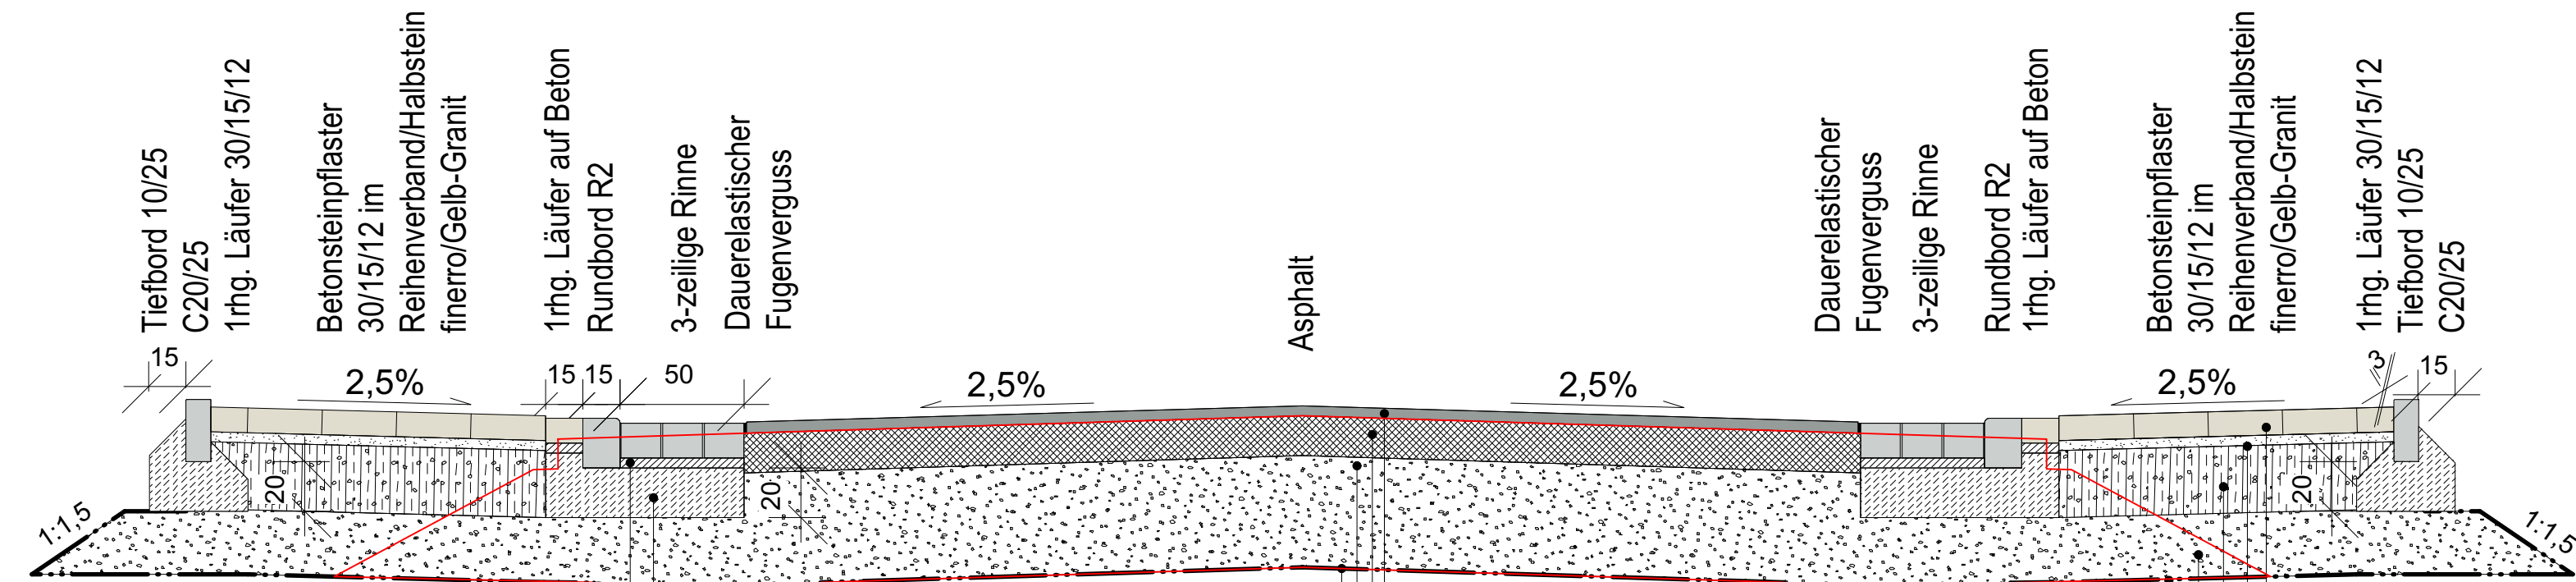 Tiefbord 10/25
C20/25
1rhg. Läufer 30/15/12
Betonsteinpflaster
30/15/12 im
Reihenverband/Halbstein
finerro/Gelb-Granit
1rhg. Läufer auf Beton
Rundbord R2
3-zeilige Rinne
Dauerelastischer
Fugenverguss
Asphalt
Dauerelastischer
Fugenverguss
3-zeilige Rinne
Rundbord R2
1rhg. Läufer auf Beton
Betonsteinpflaster
30/15/12 im
Reihenverband/Halbstein
finerro/Gelb-Granit
1rhg. Läufer 30/15/12
Tiefbord 10/25
C20/25
15
2,5%
15
15
50
2,5%
2,5%
2,5%
3
15
20
20
20
1:1,5
1:1,5